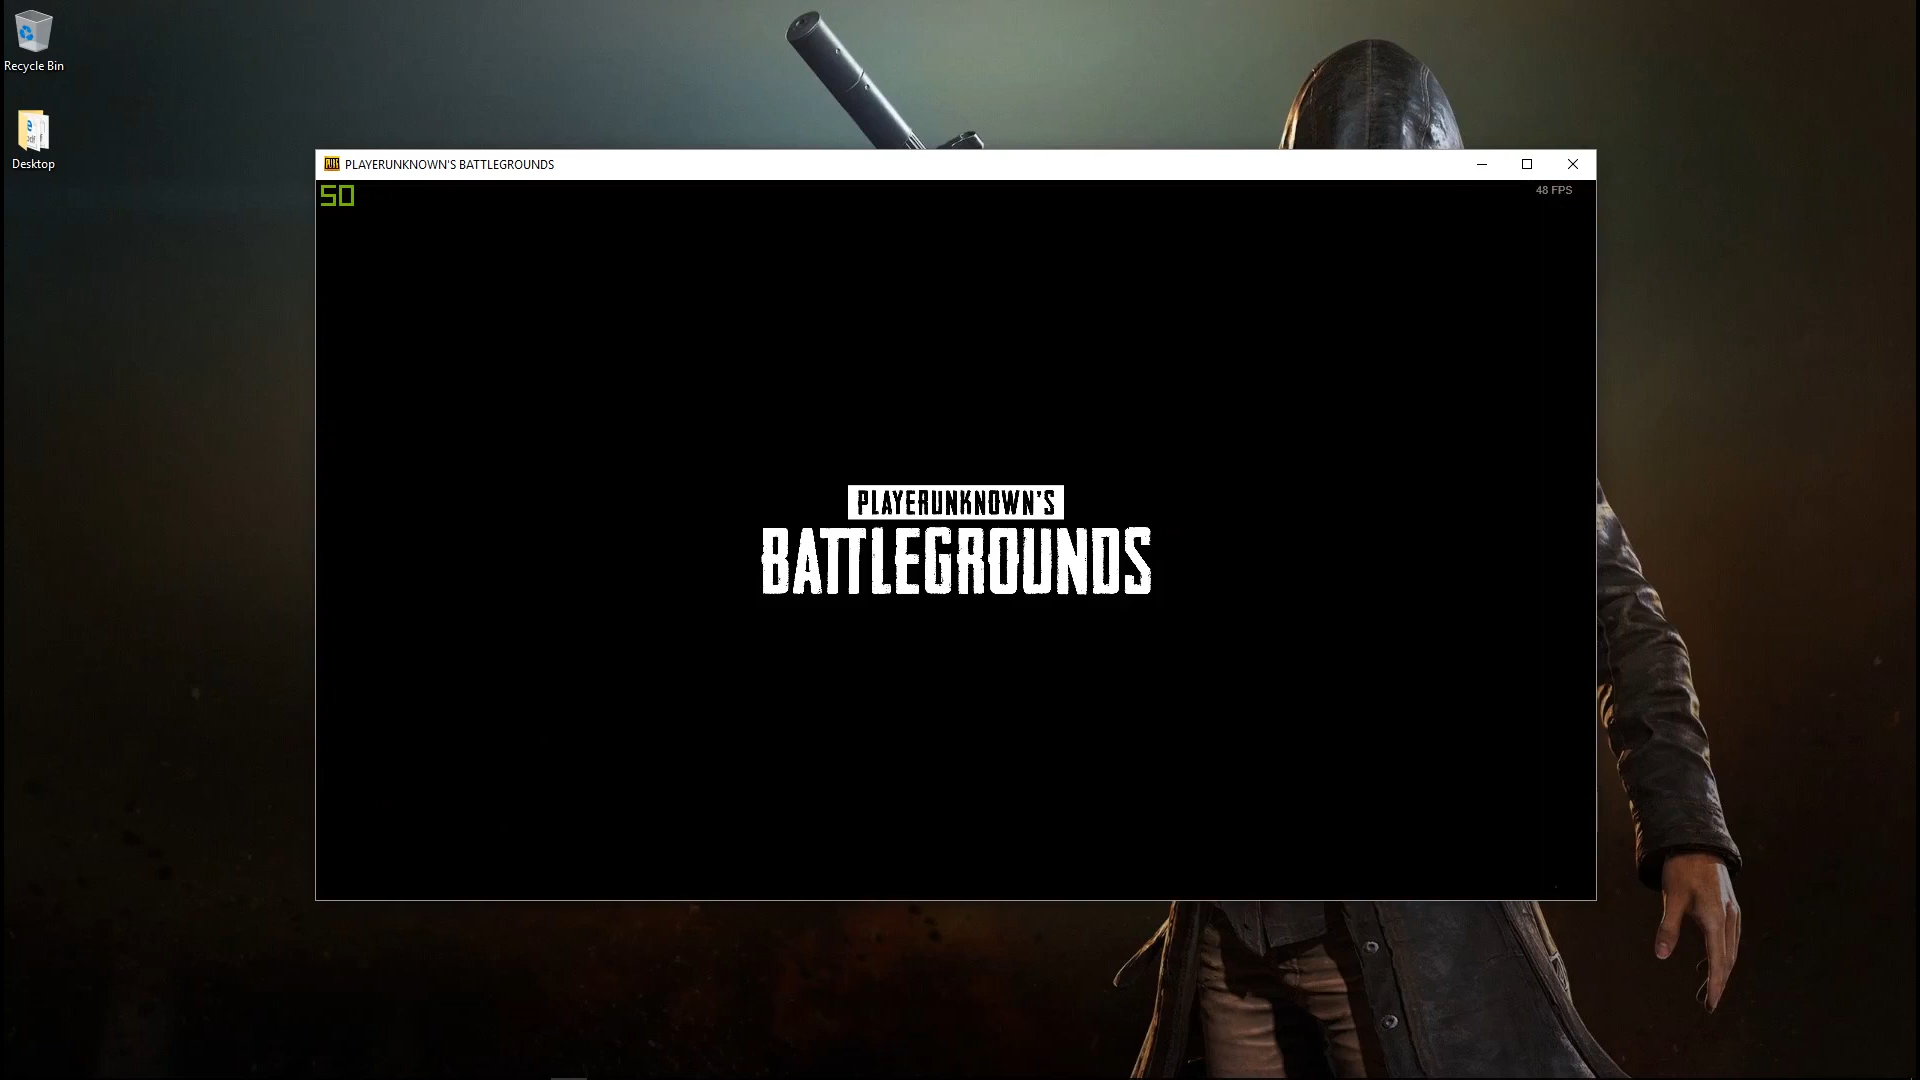 Recycle Bin
Desktop
PLAYERUNKNOWN'S BATTLEGROUNDS
50
48 FPS
PLAYERUNKNOWN'S
BATTLEGROUNDS